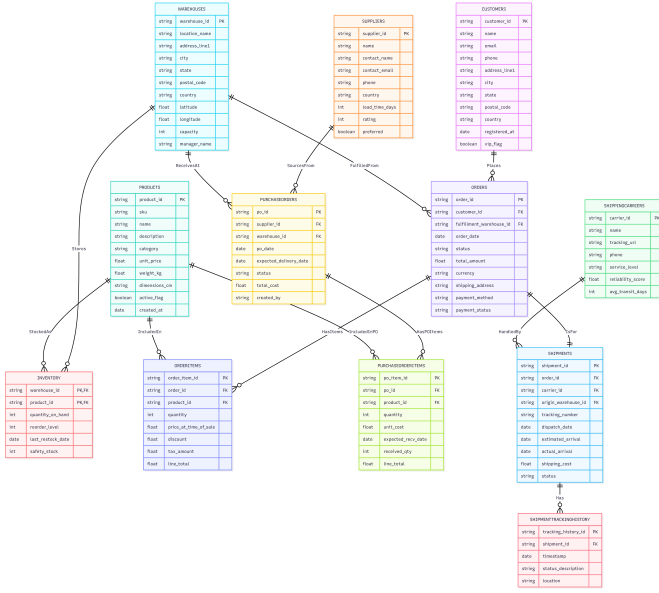 WAREHOUSES
string warehouse_id PK
string location_name
string address_line1
string city
string state
string postal_code
string country
float latitude
float longitude
int capacity
string manager_name
SUPPLIERS
string supplier_id PK
string name
string contact_name
string contact_email
string phone
string country
int lead_time_days
int rating
boolean preferred
CUSTOMERS
string customer_id PK
string name
string email
string phone
string address_line1
string city
string state
string postal_code
string country
date registered_at
boolean vip_flag
ReceivesAt
SourcesFrom
FulfilledFrom
Places
PRODUCTS
string product_id PK
string sku
string name
string description
string category
float unit_price
float weight_kg
string dimensions_cm
boolean active_flag
date created_at
PURCHASEORDERS
string po_id PK
string supplier_id FK
string warehouse_id FK
date po_date
date expected_delivery_date
string status
float total_cost
string created_by
ORDERS
string order_id PK
string customer_id FK
string fulfillment_warehouse_id FK
date order_date
string status
float total_amount
string currency
string shipping_address
string payment_method
string payment_status
SHIPPINGCARRIERS
string carrier_id PK
string name
string tracking_url
string phone
string service_level
float reliability_score
int avg_transit_days
Stores
StockedAs
IncludedIn
HasItems
IncludedInPO
HasPOItems
HandledBy
IsFor
INVENTORY
string warehouse_id PK,FK
string product_id PK,FK
int quantity_on_hand
int reorder_level
date last_restock_date
int safety_stock
ORDERITEMS
string order_item_id PK
string order_id FK
string product_id FK
int quantity
float price_at_time_of_sale
float discount
float tax_amount
float line_total
PURCHASEORDERITEMS
string po_item_id PK
string po_id FK
string product_id FK
int quantity
float unit_cost
date expected_recv_date
int received_qty
float line_total
SHIPMENTS
string shipment_id PK
string order_id FK
string carrier_id FK
string origin_warehouse_id FK
string tracking_number
date dispatch_date
date estimated_arrival
date actual_arrival
float shipping_cost
string status
Has
SHIPMENTTRACKINGHISTORY
string tracking_history_id PK
string shipment_id FK
date timestamp
string status_description
string location